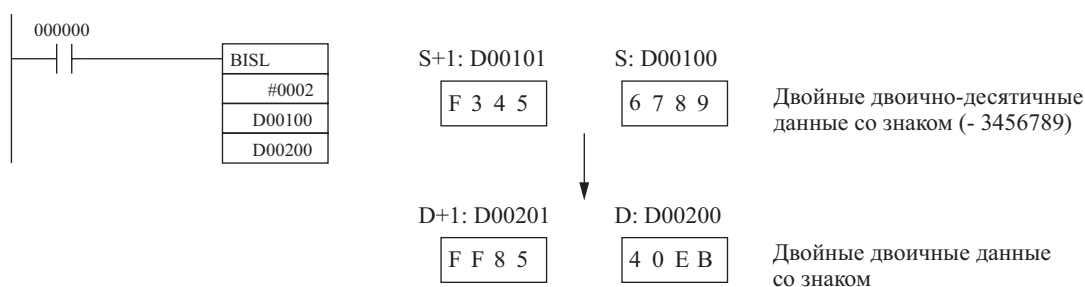 000000
BISL
#0002
D00100
D00200
S+1: D00101 S: D00100
F 3 4 5 6 7 8 9
Двойные двоично-десятичные
данные со знаком (- 3456789)
D+1: D00201 D: D00200
F F 8 5 4 0 E B
Двойные двоичные данные
со знаком